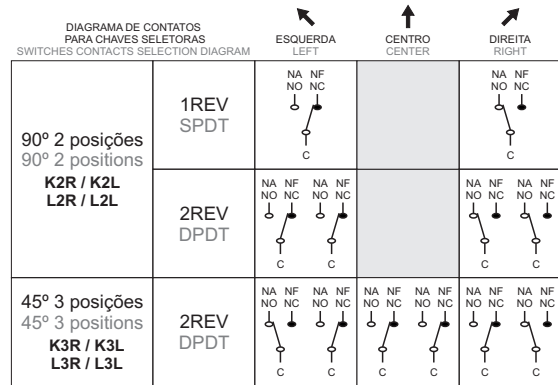 DIAGRAMA DE CONTATOS
PARA CHAVES SELETORAS
SWITCHES CONTACTS SELECTION DIAGRAM
ESQUERDA
LEFT
CENTRO
CENTER
DIREITA
RIGHT
90º 2 posições
90º 2 positions
K2R / K2L
L2R / L2L
1REV
SPDT
NA NF
NO NC
C
NA NF
NO NC
C
2REV
DPDT
NA NF NA NF
NO NC NO NC
C C
NA NF NA NF
NO NC NO NC
C C
45º 3 posições
45º 3 positions
K3R / K3L
L3R / L3L
2REV
DPDT
NA NF NA NF
NO NC NO NC
C C
NA NF NA NF
NO NC NO NC
C C
NA NF NA NF
NO NC NO NC
C C